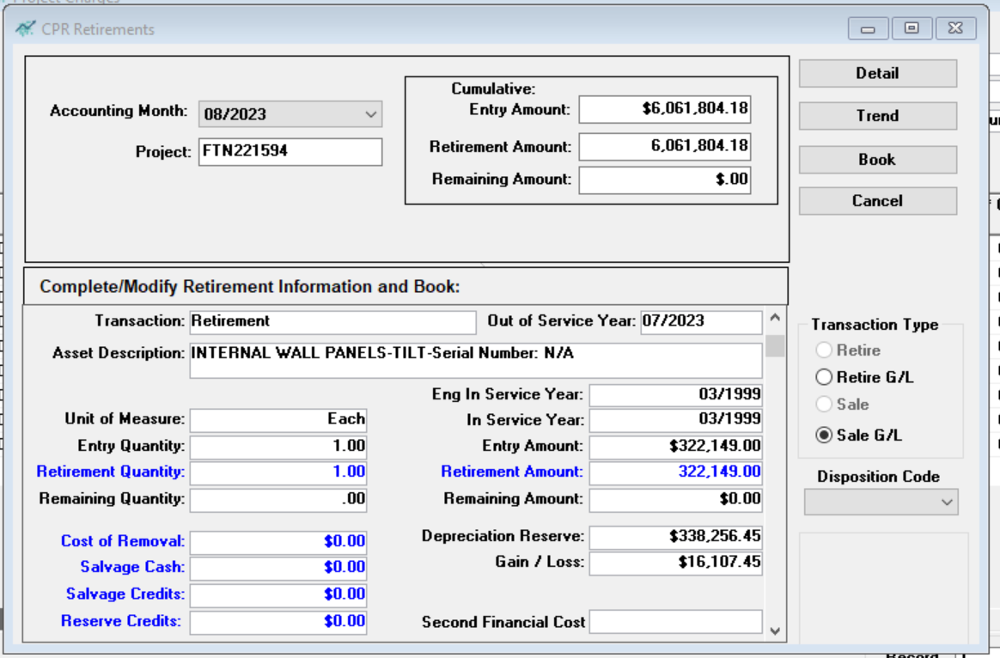 Project Charges
CPR Retirements
Accounting Month: 08/2023
Project: FTN221594
Cumulative:
Entry Amount: $6,061,804.18
Retirement Amount: 6,061,804.18
Remaining Amount: $.00
Detail
Trend
Book
Cancel
Complete/Modify Retirement Information and Book:
Transaction: Retirement Out of Service Year: 07/2023
Asset Description: INTERNAL WALL PANELS-TILT-Serial Number: N/A
Eng In Service Year: 03/1999
Unit of Measure: Each In Service Year: 03/1999
Entry Quantity: 1.00 Entry Amount: $322,149.00
Retirement Quantity: 1.00 Retirement Amount: 322,149.00
Remaining Quantity: .00 Remaining Amount: $0.00
Cost of Removal: $0.00 Depreciation Reserve: $338,256.45
Salvage Cash: $0.00 Gain / Loss: $16,107.45
Salvage Credits: $0.00
Reserve Credits: $0.00 Second Financial Cost
Transaction Type
Retire
Retire G/L
Sale
Sale G/L
Disposition Code
Record